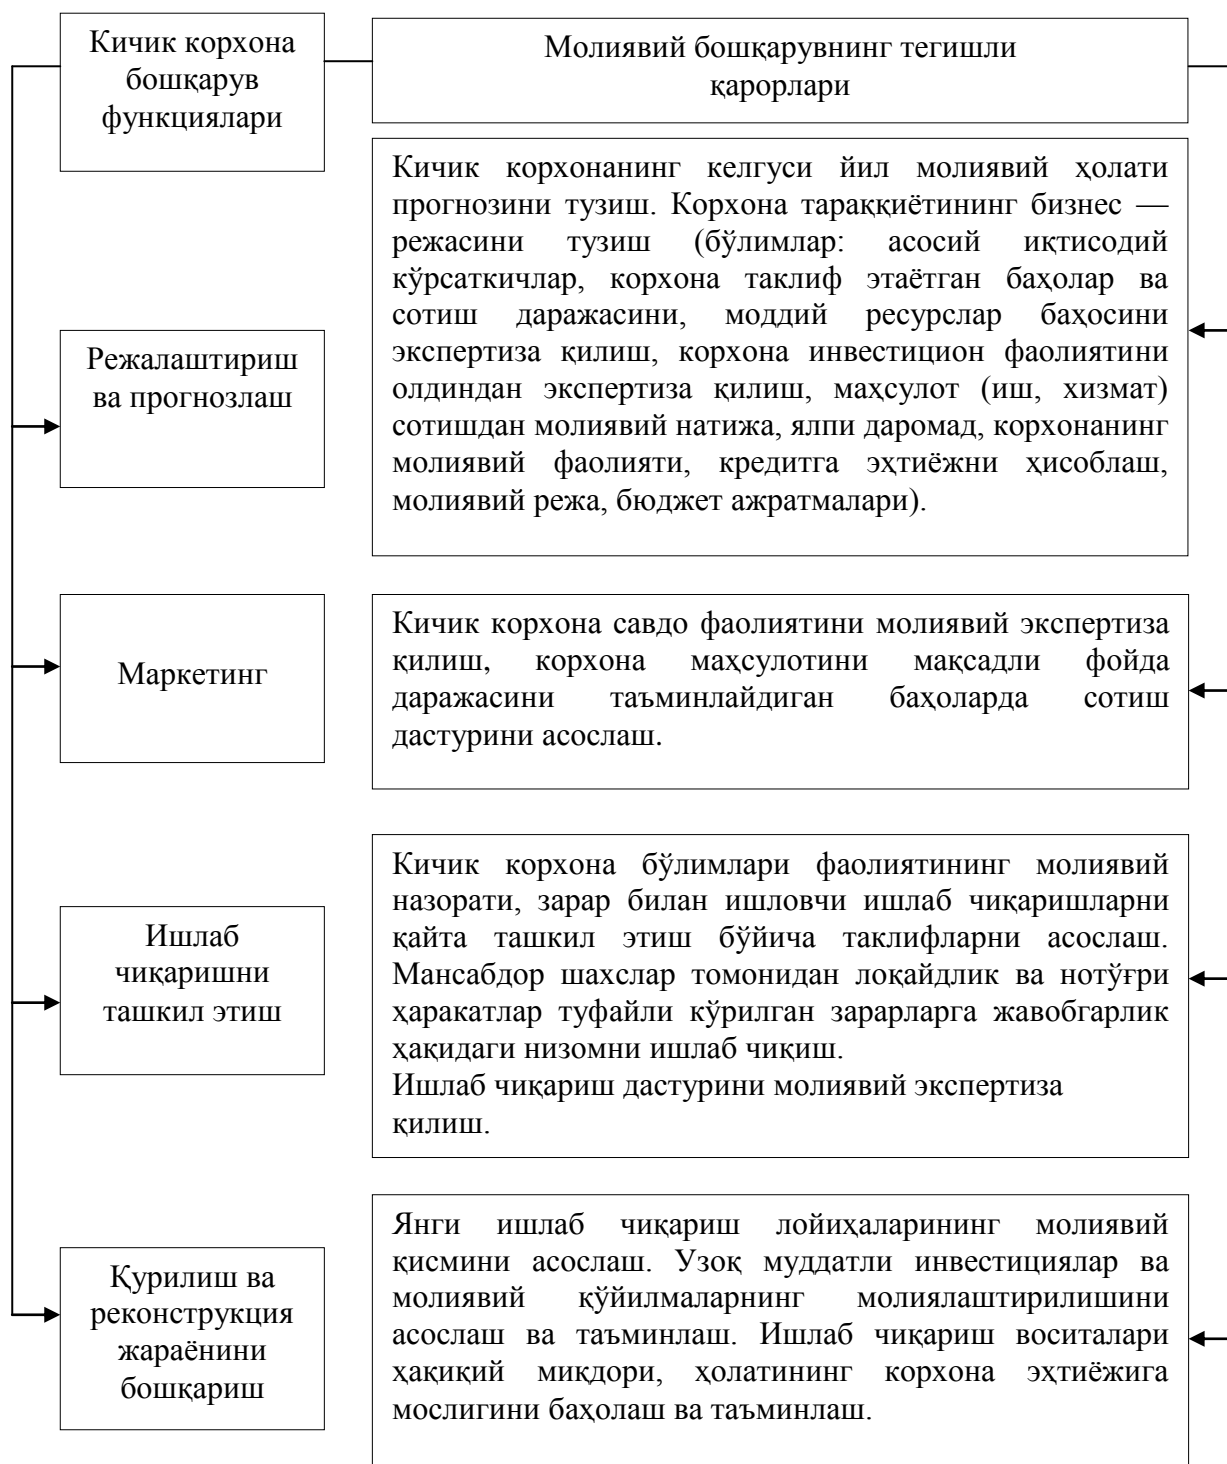 Кичик корхона
бошқарув
функциялари
Молиявий бошқарувнинг тегишли
қарорлари
Режалаштириш
ва прогнозлаш
Кичик корхонанинг келгуси йил молиявий ҳолати
прогнозини тузиш. Корхона тараққиётининг бизнес —
режасини тузиш (бўлимлар: асосий иқтисодий
кўрсаткичлар, корхона таклиф этаётган баҳолар ва
сотиш даражасини, моддий ресурслар баҳосини
экспертиза қилиш, корхона инвестицион фаолиятини
олдиндан экспертиза қилиш, маҳсулот (иш, хизмат)
сотишдан молиявий натижа, ялпи даромад, корхонанинг
молиявий фаолияти, кредитга эҳтиёжни ҳисоблаш,
молиявий режа, бюджет ажратмалари).
Маркетинг
Кичик корхона савдо фаолиятини молиявий экспертиза
қилиш, корхона маҳсулотини мақсадли фойда
даражасини таъминлайдиган баҳоларда сотиш
дастурини асослаш.
Ишлаб
чиқаришни
ташкил этиш
Кичик корхона бўлимлари фаолиятининг молиявий
назорати, зарар билан ишловчи ишлаб чиқаришларни
қайта ташкил этиш бўйича таклифларни асослаш.
Мансабдор шахслар томонидан лоқайдлик ва нотўғри
ҳаракатлар туфайли кўрилган зарарларга жавобгарлик
ҳақидаги низомни ишлаб чиқиш.
Ишлаб чиқариш дастурини молиявий экспертиза
қилиш.
Қурилиш ва
реконструкция
жараёнини
бошқариш
Янги ишлаб чиқариш лойиҳаларининг молиявий
қисмини асослаш. Узоқ муддатли инвестициялар ва
молиявий қўйилмаларнинг молиялаштирилишини
асослаш ва таъминлаш. Ишлаб чиқариш воситалари
ҳақиқий миқдори, ҳолатининг корхона эҳтиёжига
мослигини баҳолаш ва таъминлаш.